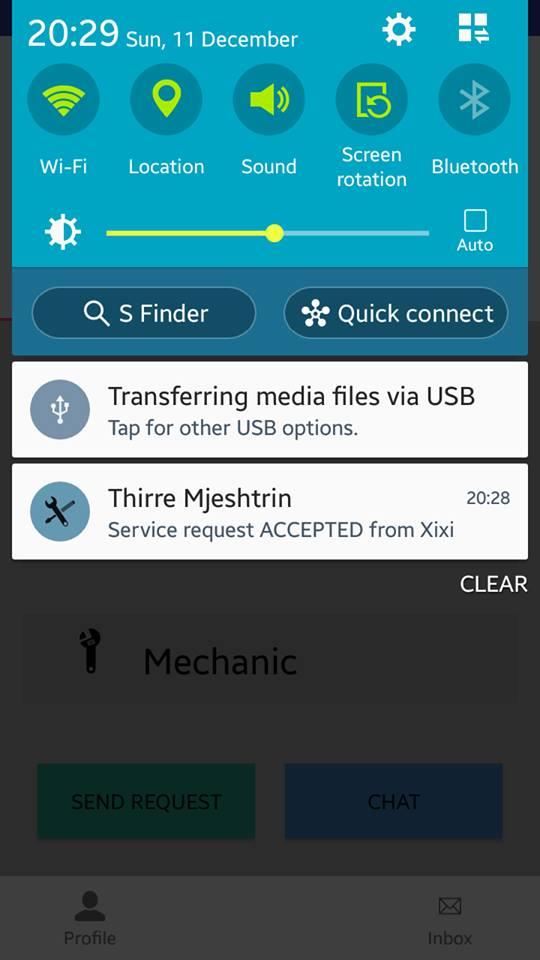 20:29 Sun, 11 December
Wi-Fi
Location
Sound
Screen
rotation
Bluetooth
Auto
S Finder
Quick connect
Transferring media files via USB
Tap for other USB options.
Thirre Mjeshtrin
20:28
Service request ACCEPTED from Xixi
CLEAR
Mechanic
SEND REQUEST
CHAT
Profile
Inbox